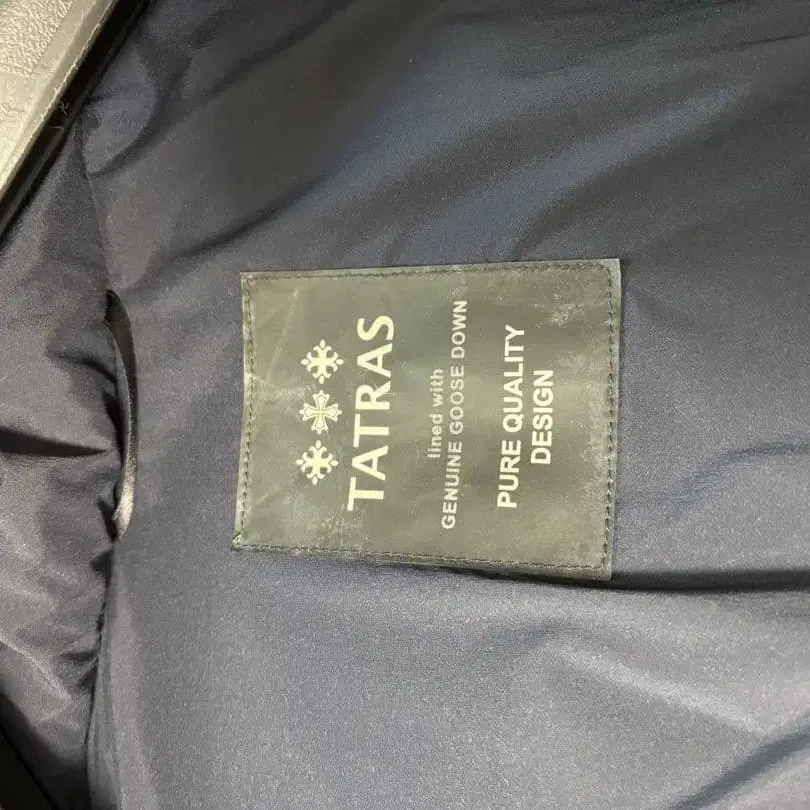 TATRAS
lined with
GENUINE GOOSE DOWN
PURE QUALITY
DESIGN